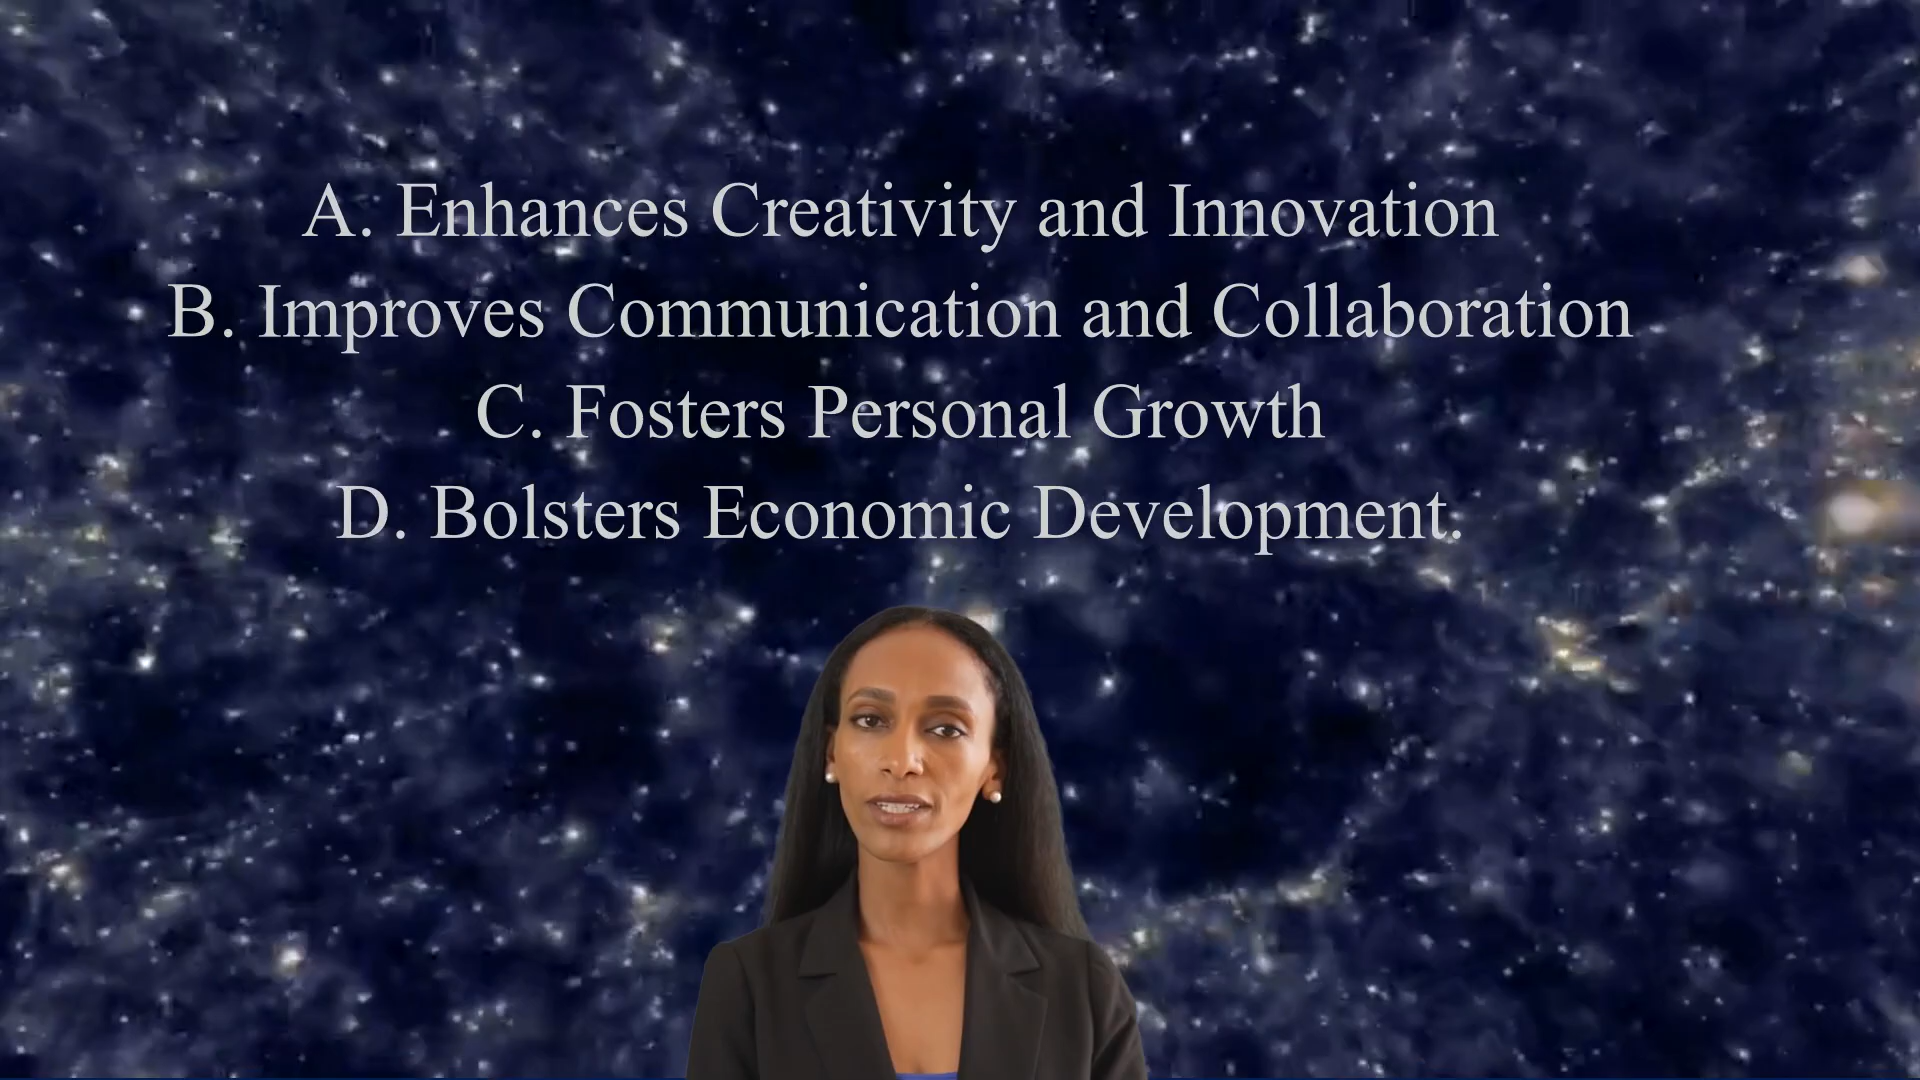 A. Enhances Creativity and Innovation
B. Improves Communication and Collaboration
C. Fosters Personal Growth
D. Bolsters Economic Development.